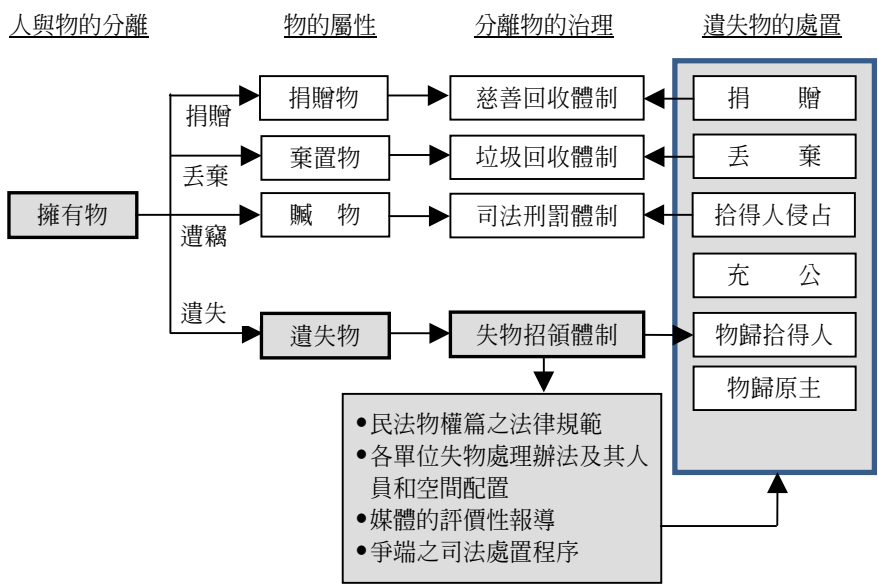 人與物的分離
物的屬性
分離物的治理
遺失物的處置
捐贈
捐贈物
慈善回收體制
捐 贈
丟棄
棄置物
垃圾回收體制
丟 棄
擁有物
遭竊
贓 物
司法刑罰體制
拾得人侵占
充 公
遺失
遺失物
失物招領體制
物歸拾得人
物歸原主
•民法物權篇之法律規範
•各單位失物處理辦法及其人
員和空間配置
•媒體的評價性報導
•爭端之司法處置程序